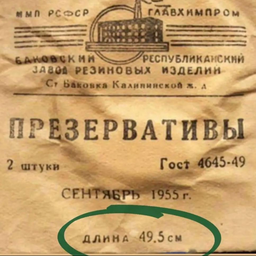 ММП РСФСР ГЛАВХИМПРОМ
БАКОВСКИЙ РЕСПУБЛИКАНСКИЙ
ЗАВОД РЕЗИНОВЫХ ИЗДЕЛИЙ
Ст Баковка Калининской ж. д
ПРЕЗЕРВАТИВЫ
2 штуки Гост 4645-49
СЕНТЯБРЬ 1955 г.
ДЛИНА 49,5 см